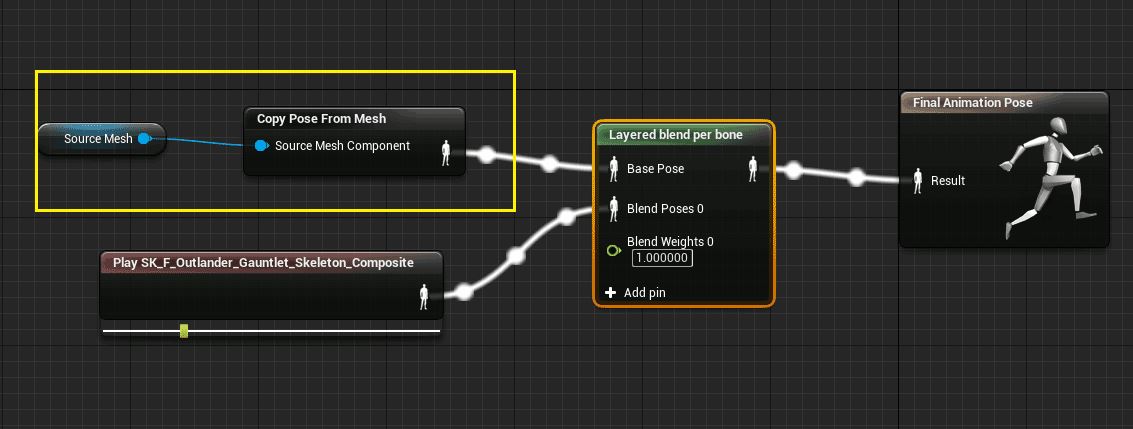 Source Mesh
Copy Pose From Mesh
Source Mesh Component
Play SK_F_Outlander_Gauntlet_Skeleton_Composite
Layered blend per bone
Base Pose
Blend Poses 0
Blend Weights 0
1.000000
Add pin
Final Animation Pose
Result